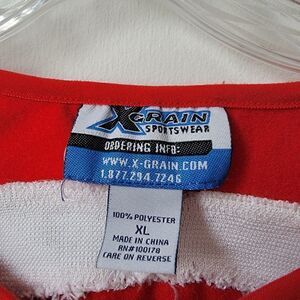 X-GRAIN
SPORTSWEAR
ORDERING INFO:
WWW.X-GRAIN.COM
1.877.294.7246
100% POLYESTER
XL
MADE IN CHINA
RN#100178
CARE ON REVERSE